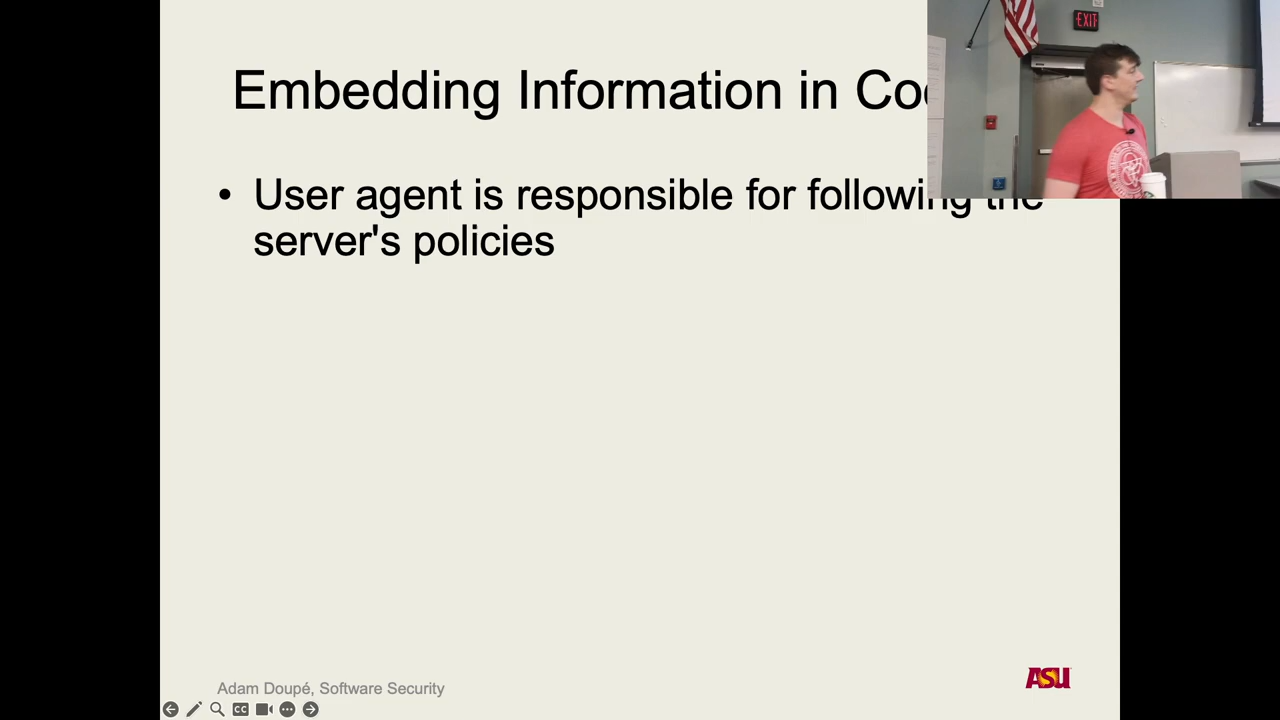 Embedding Information in Coo
EXIT
• User agent is responsible for following the
server's policies
Adam Doupé, Software Security
ASU
CC